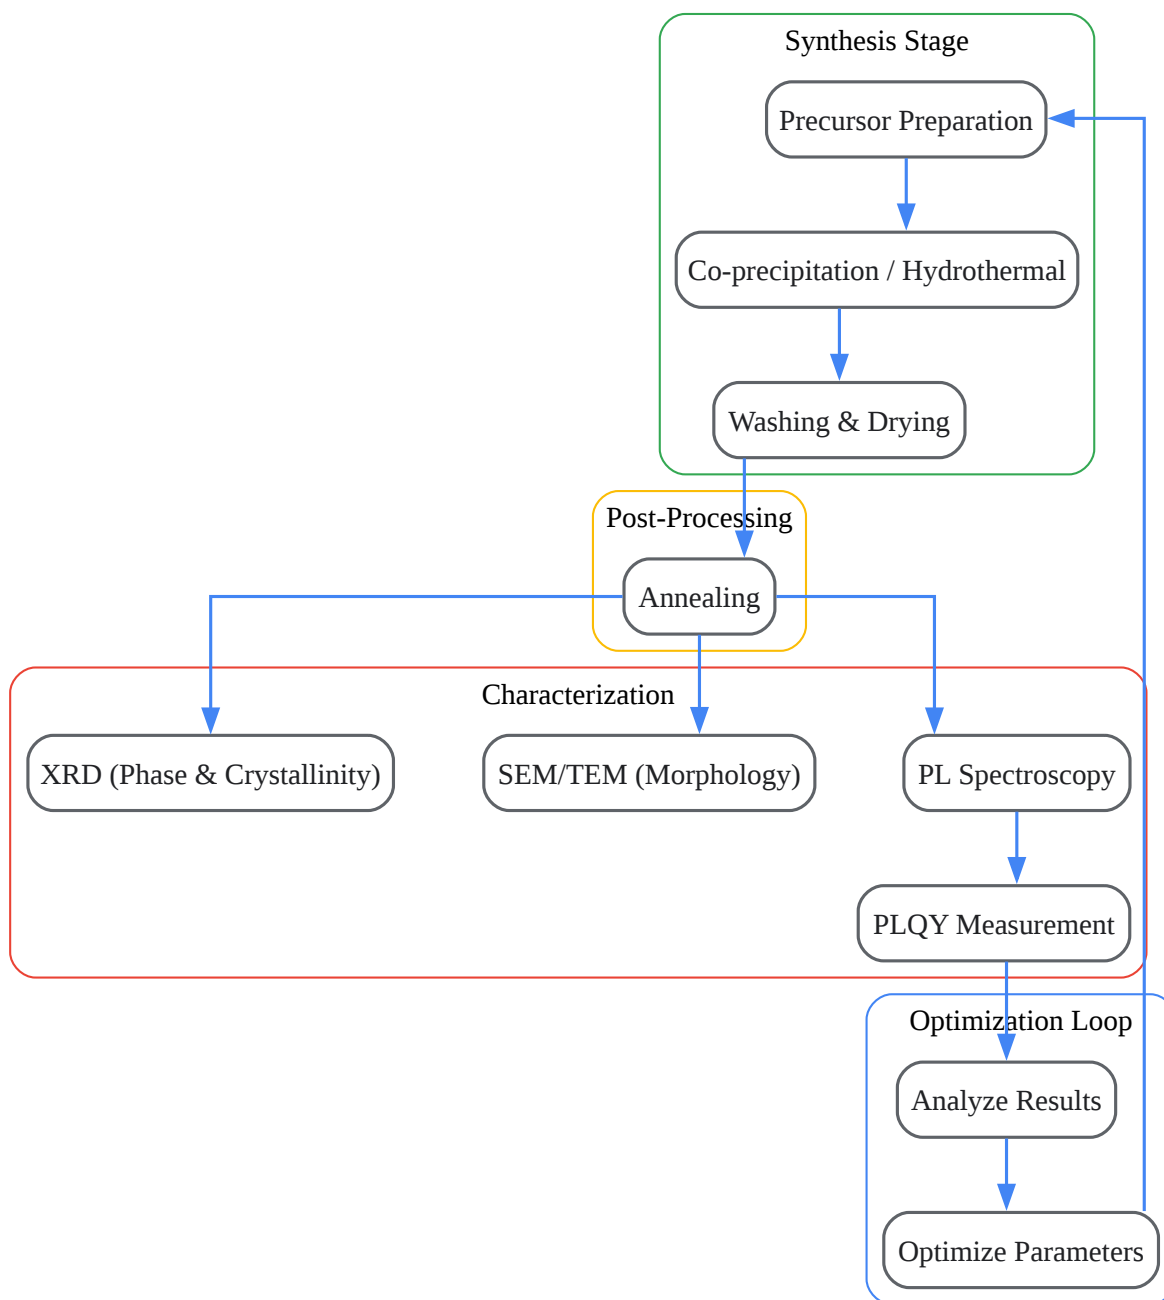 Synthesis Stage
Precursor Preparation
Co-precipitation / Hydrothermal
Washing & Drying
Post-Processing
Annealing
Characterization
XRD (Phase & Crystallinity)
SEM/TEM (Morphology)
PL Spectroscopy
PLQY Measurement
Optimization Loop
Analyze Results
Optimize Parameters